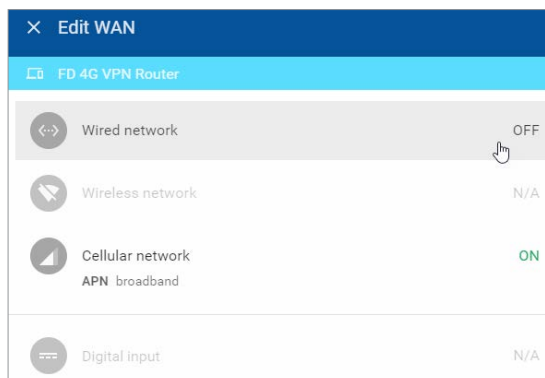 Edit WAN
FD 4G VPN Router
Wired network OFF
Wireless network N/A
Cellular network ON
APN broadband
Digital input N/A